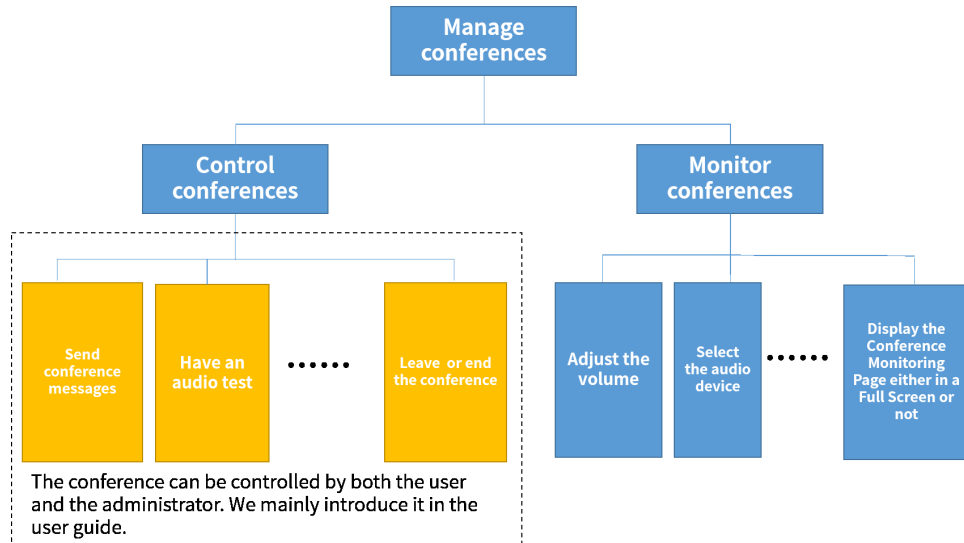 Manage
conferences
Control
conferences
Monitor
conferences
Send
conference
messages
Have an
audio test
••••••
Leave or end
the conference
Adjust the
volume
Select
the audio
device
••••••
Display the
Conference
Monitoring
Page either in a
Full Screen or
not
The conference can be controlled by both the user
and the administrator. We mainly introduce it in the
user guide.